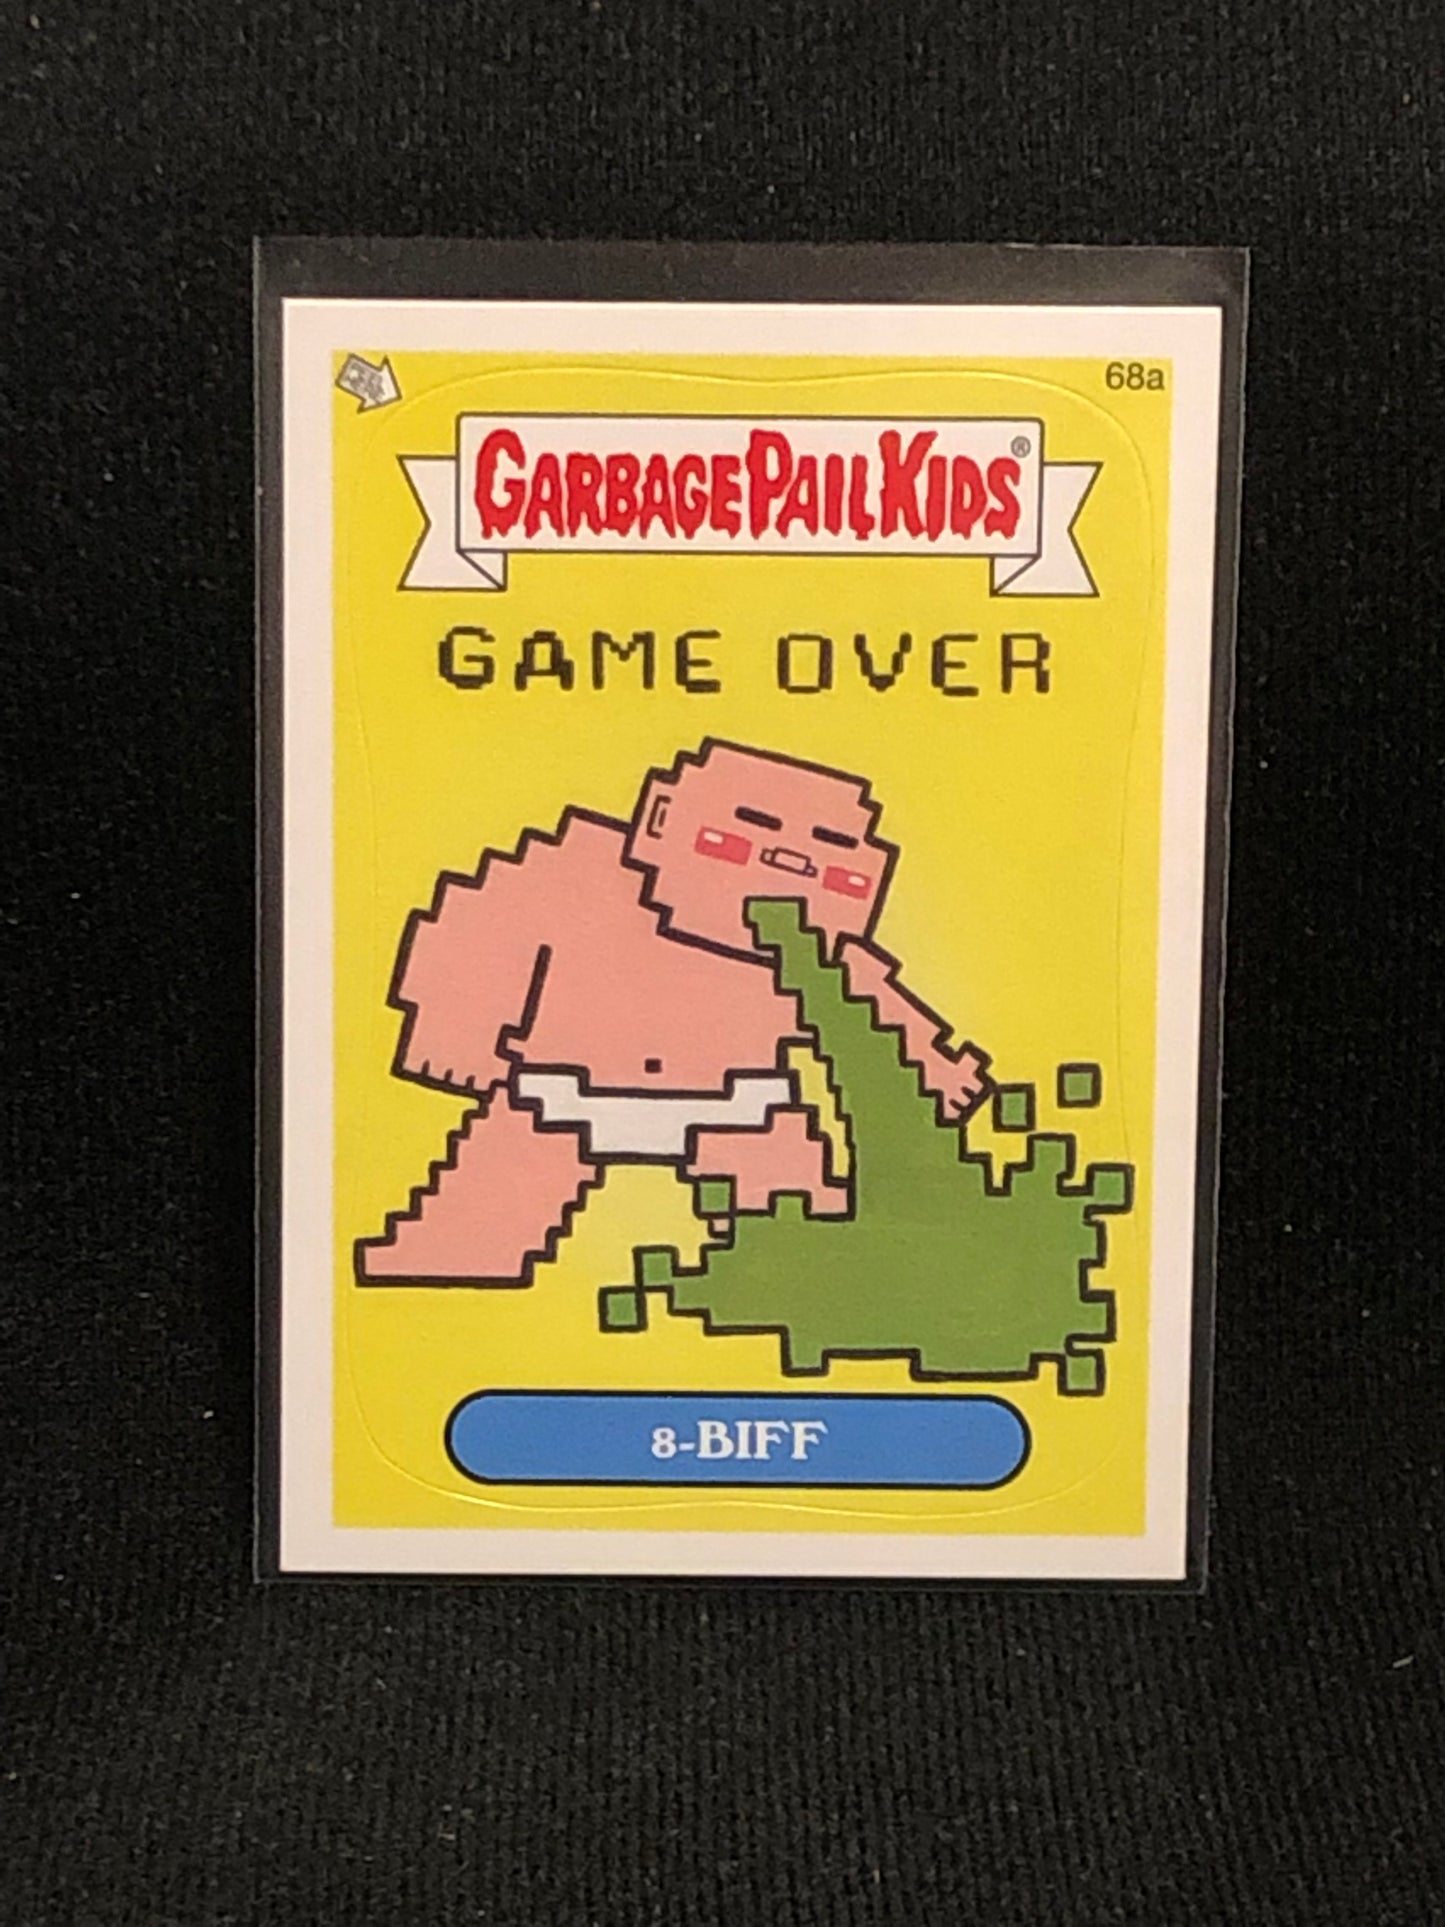 68a
GARBAGE PAIL KIDS®
GAME OVER
8-BIFF